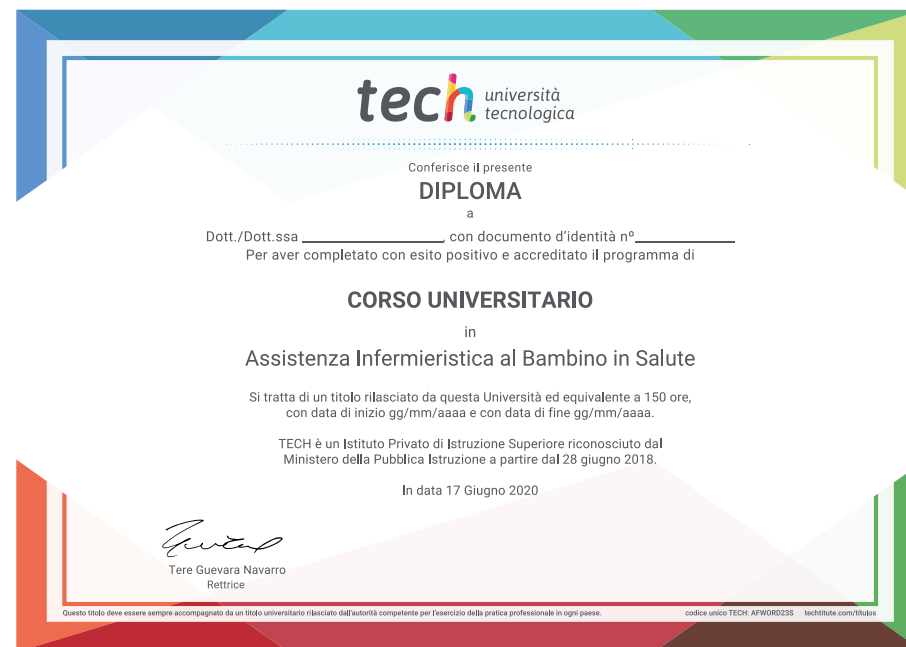 tech università
tecnologica
Conferisce il presente
DIPLOMA
a
Dott./Dott.ssa ____________________, con documento d'identità nº______________
Per aver completato con esito positivo e accreditato il programma di
CORSO UNIVERSITARIO
in
Assistenza Infermieristica al Bambino in Salute
Si tratta di un titolo rilasciato da questa Università ed equivalente a 150 ore,
con data di inizio gg/mm/aaaa e con data di fine gg/mm/aaaa.
TECH è un Istituto Privato di Istruzione Superiore riconosciuto dal
Ministero della Pubblica Istruzione a partire dal 28 giugno 2018.
In data 17 Giugno 2020
Tere Guevara Navarro
Rettrice
Questo titolo deve essere sempre accompagnato da un titolo universitario rilasciato dall'autorità competente per l'esercizio della pratica professionale in ogni paese. codice unico TECH: AFWORD23S techtitute.com/títulos